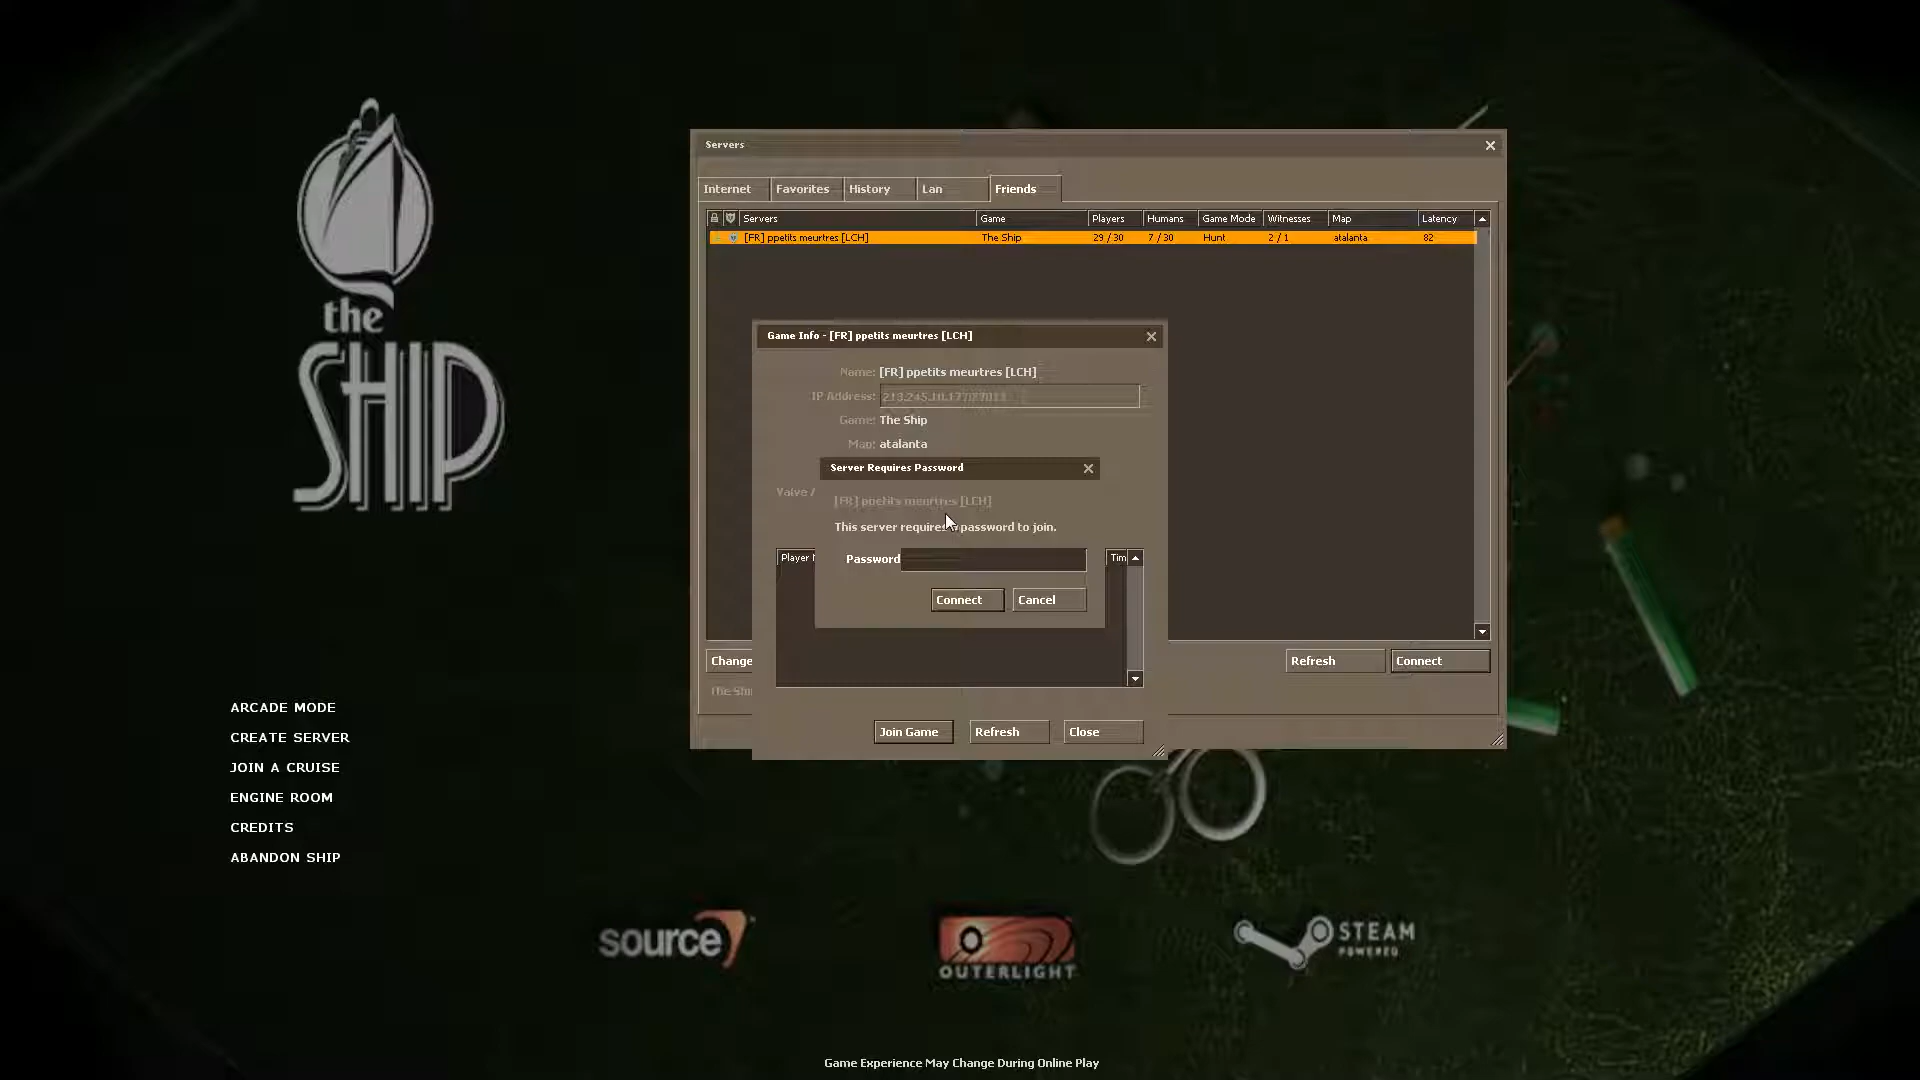 the
SHIP
Servers
Internet Favorites History Lan Friends
Servers Game Players Humans Game Mode Witnesses Map Latency
[FR] ppetits meurtres [LCH] The Ship 29 / 30 7 / 30 Hunt 2 / 1 atalanta 82
Game Info - [FR] ppetits meurtres [LCH]
Name: [FR] ppetits meurtres [LCH]
IP Address:
Game: The Ship
Map: atalanta
Server Requires Password
Valve /
[FR] ppetits meurtres [LCH]
This server requires password to join.
Player Tim
Password
Connect Cancel
Change Refresh Connect
The Ship
Join Game Refresh Close
ARCADE MODE
CREATE SERVER
JOIN A CRUISE
ENGINE ROOM
CREDITS
ABANDON SHIP
source
OUTERLIGHT
STEAM
POWERED
Game Experience May Change During Online Play